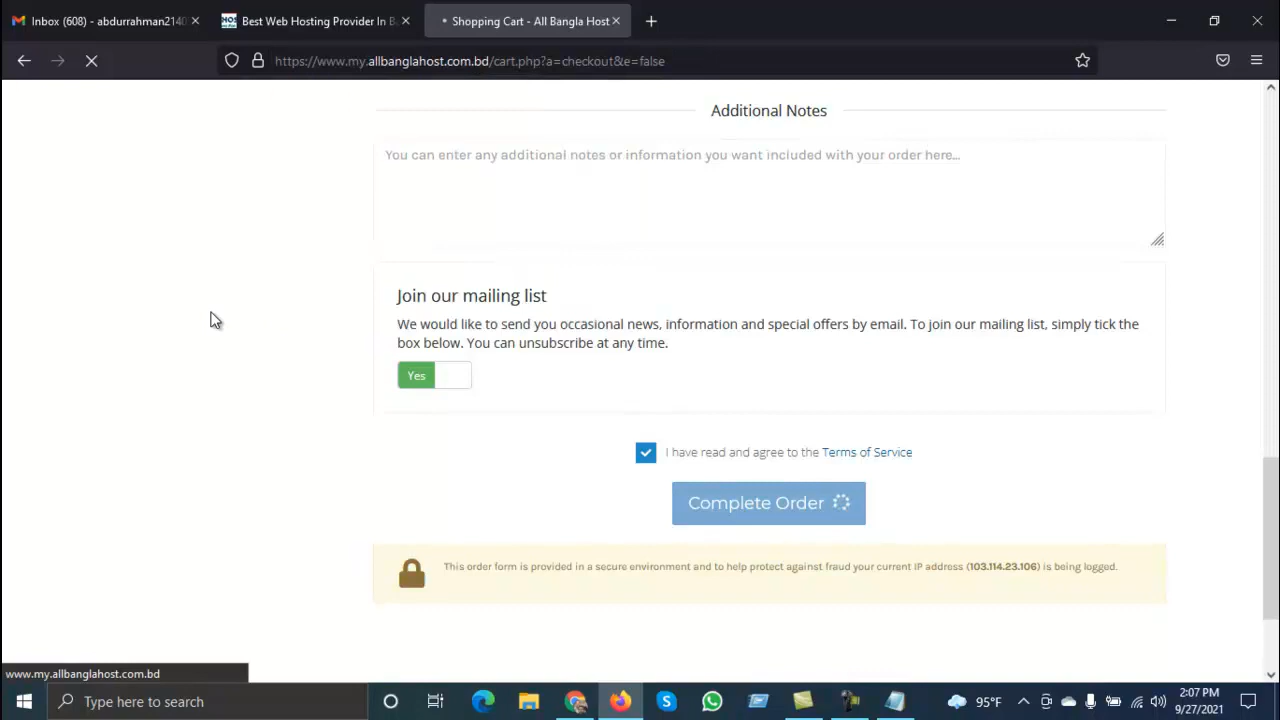 Inbox (608) - abdurrahman2140
Best Web Hosting Provider In B
Shopping Cart - All Bangla Host
https://www.my.allbanglahost.com.bd/cart.php?a=checkout&e=false
Additional Notes
You can enter any additional notes or information you want included with your order here...
Join our mailing list
We would like to send you occasional news, information and special offers by email. To join our mailing list, simply tick the
box below. You can unsubscribe at any time.
Yes
I have read and agree to the Terms of Service
Complete Order
This order form is provided in a secure environment and to help protect against fraud your current IP address (103.114.23.106) is being logged.
www.my.allbanglahost.com.bd
Type here to search
95°F
2:07 PM
9/27/2021